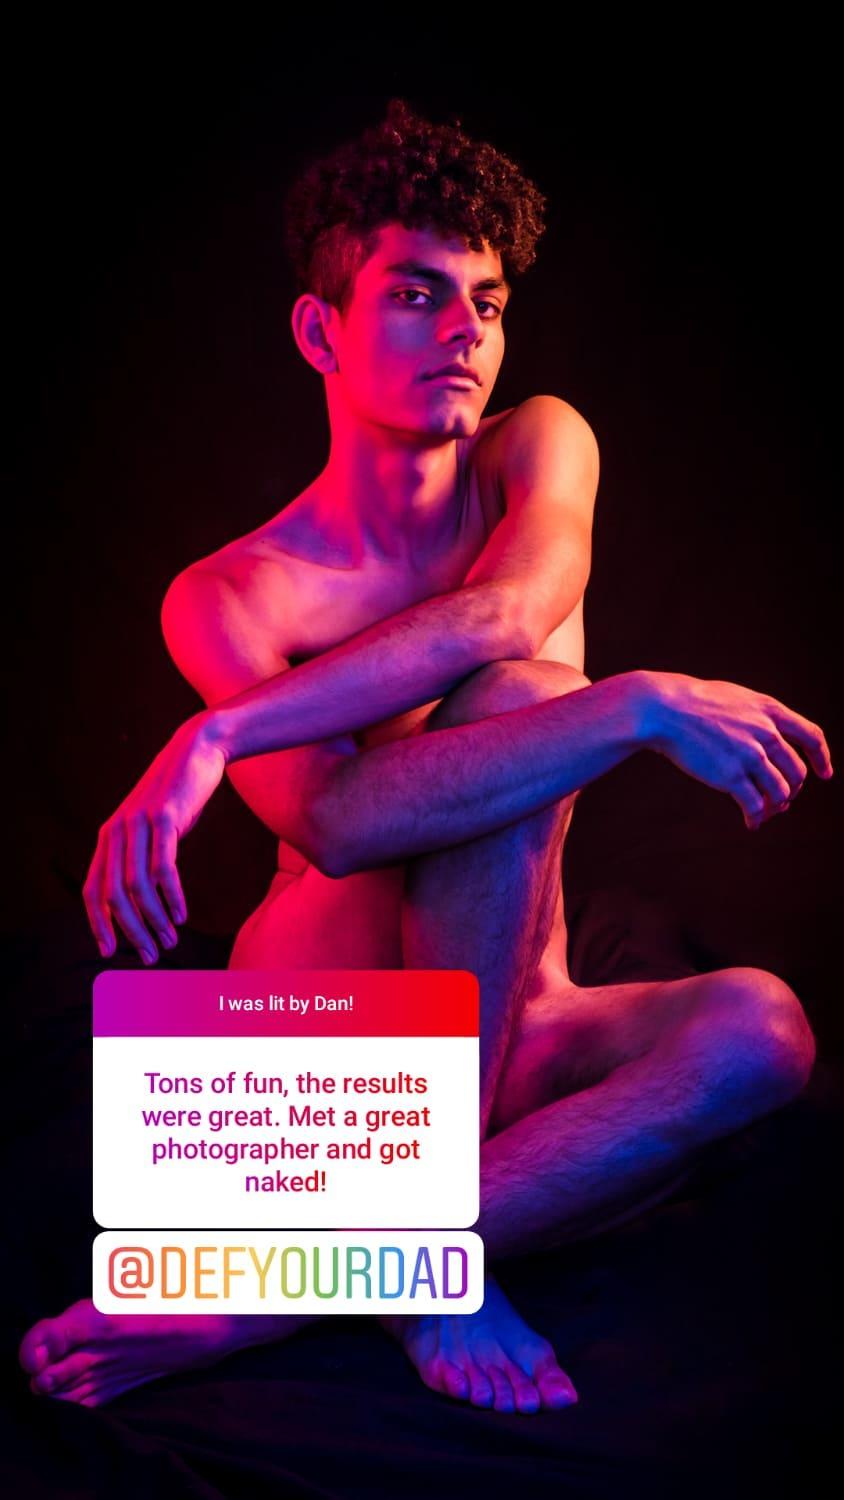 I was lit by Dan!
Tons of fun, the results
were great. Met a great
photographer and got
naked!
@DEFYOURDAD